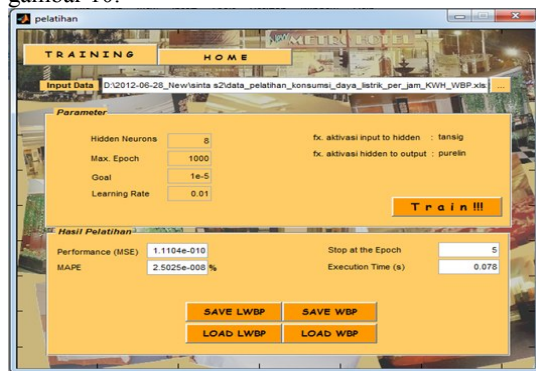 gambar 10.
pelatihan
TRAINING
HOME
Input Data D:\2012-06-28_New\sinta s2\data_pelatihan_konsumsi_daya_listrik_per_jam_KWH_WBP.xls: ...
Parameter
Hidden Neurons 8
Max. Epoch 1000
Goal 1e-5
Learning Rate 0.01
fx. aktivasi input to hidden : tansig
fx. aktivasi hidden to output : purelin
Train!!!
Hasil Pelatihan
Performance (MSE) 1.1104e-010
MAPE 2.5025e-008 %
Stop at the Epoch 5
Execution Time (s) 0.078
SAVE LWBP SAVE WBP
LOAD LWBP LOAD WBP